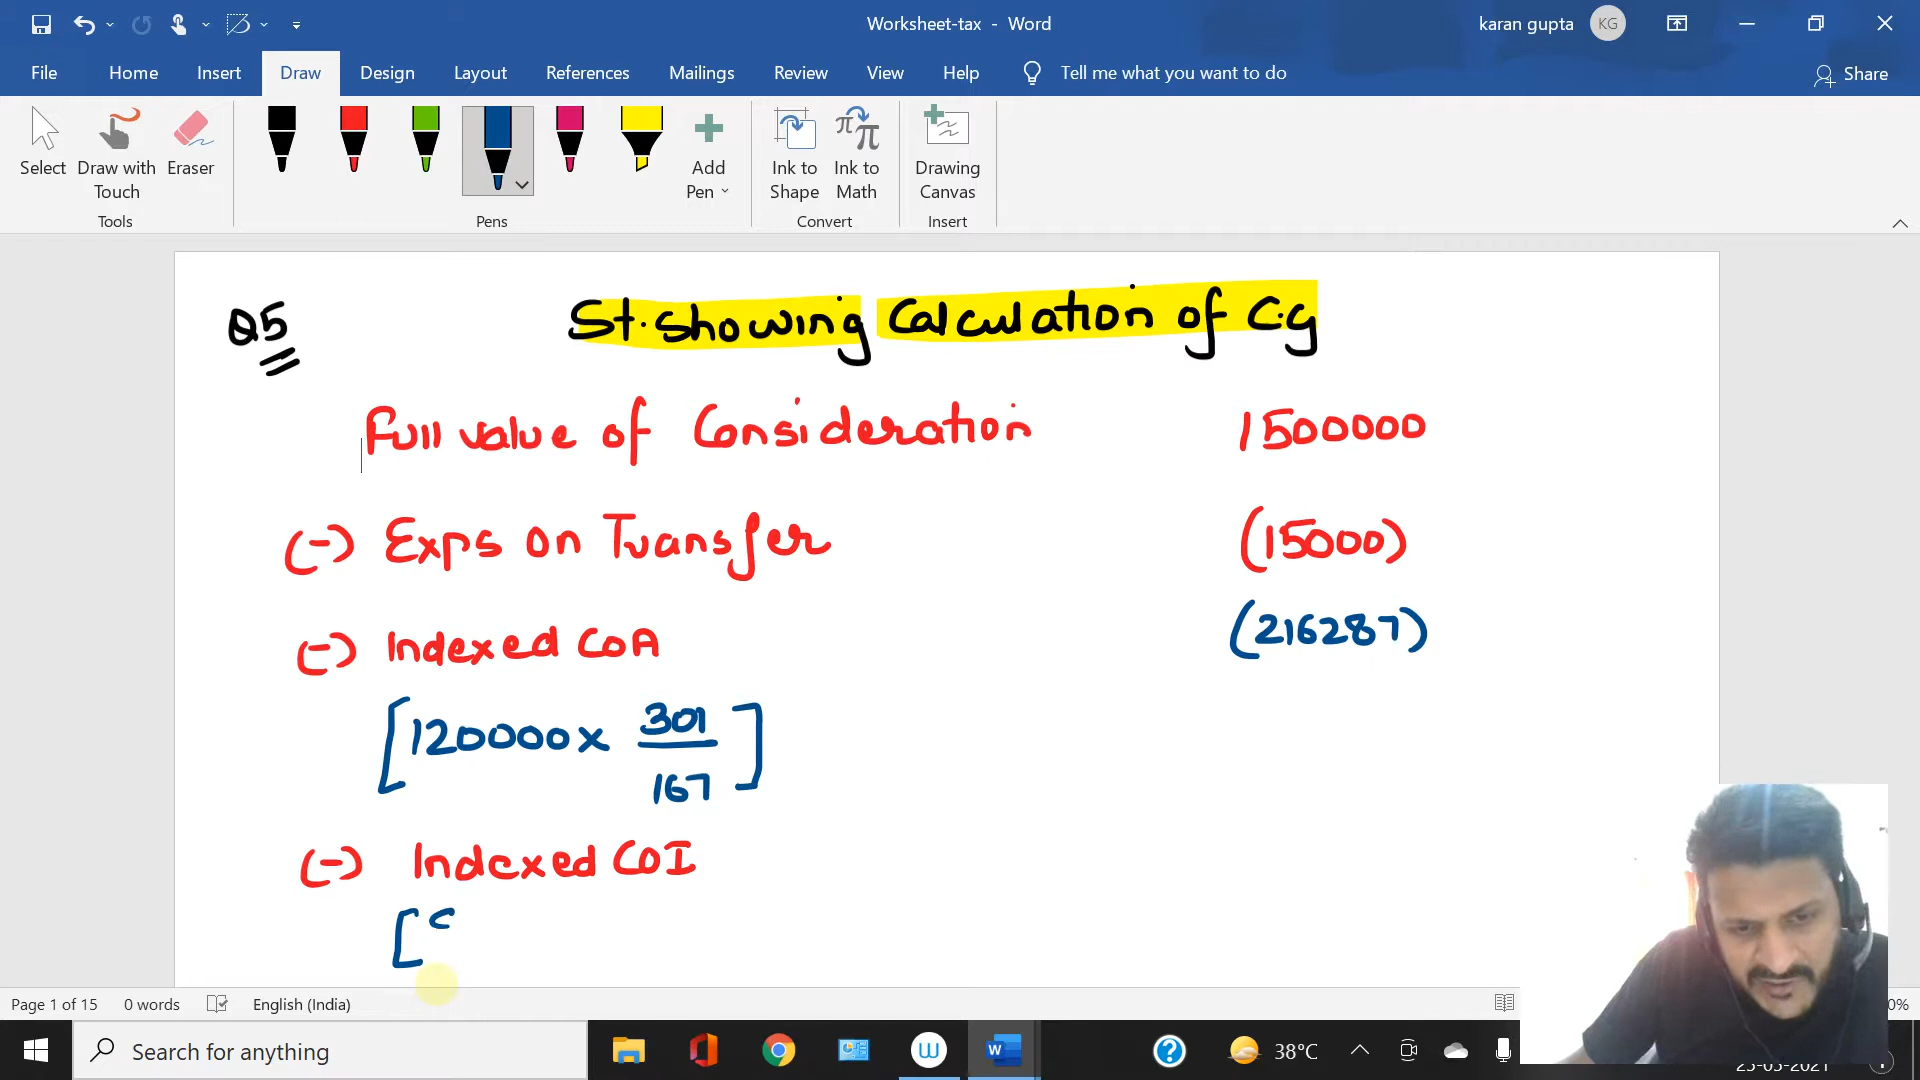 Worksheet-tax - Word
karan gupta
KG
File Home Insert Draw Design Layout References Mailings Review View Help Tell me what you want to do Share
Select Draw with Touch Eraser Add Pen Ink to Shape Ink to Math Drawing Canvas
Tools Pens Convert Insert
Q5 St. Showing Calculation of C.G
Full value of Consideration 1500000
(-) Exps on Transfer (15000)
(-) Indexed COA (216287)
[120000 x 301/167]
(-) Indexed COI
[
Page 1 of 15 0 words English (India)
Search for anything
W
38°C